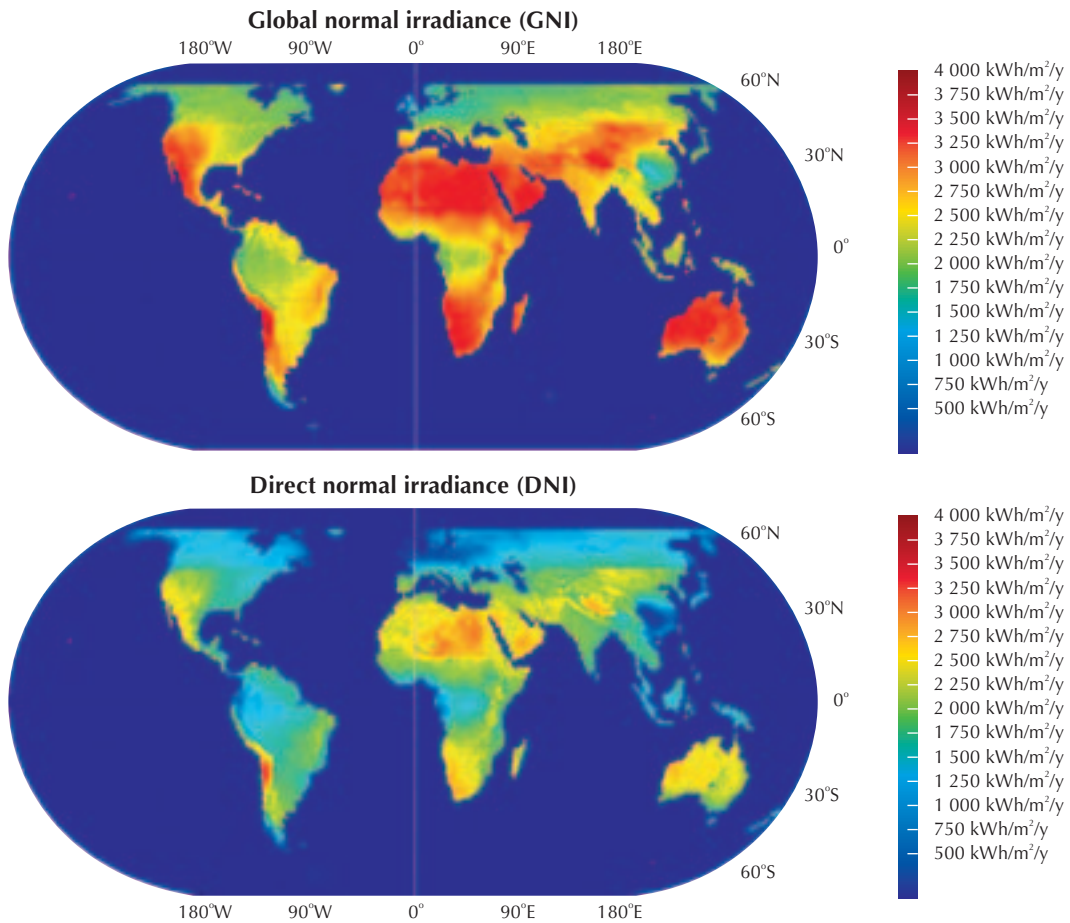 Global normal irradiance (GNI)
180°W 90°W 0° 90°E 180°E
60°N
30°N
0°
30°S
60°S
4 000 kWh/m²/y
3 750 kWh/m²/y
3 500 kWh/m²/y
3 250 kWh/m²/y
3 000 kWh/m²/y
2 750 kWh/m²/y
2 500 kWh/m²/y
2 250 kWh/m²/y
2 000 kWh/m²/y
1 750 kWh/m²/y
1 500 kWh/m²/y
1 250 kWh/m²/y
1 000 kWh/m²/y
750 kWh/m²/y
500 kWh/m²/y
Direct normal irradiance (DNI)
60°N
30°N
0°
30°S
60°S
180°W 90°W 0° 90°E 180°E
4 000 kWh/m²/y
3 750 kWh/m²/y
3 500 kWh/m²/y
3 250 kWh/m²/y
3 000 kWh/m²/y
2 750 kWh/m²/y
2 500 kWh/m²/y
2 250 kWh/m²/y
2 000 kWh/m²/y
1 750 kWh/m²/y
1 500 kWh/m²/y
1 250 kWh/m²/y
1 000 kWh/m²/y
750 kWh/m²/y
500 kWh/m²/y